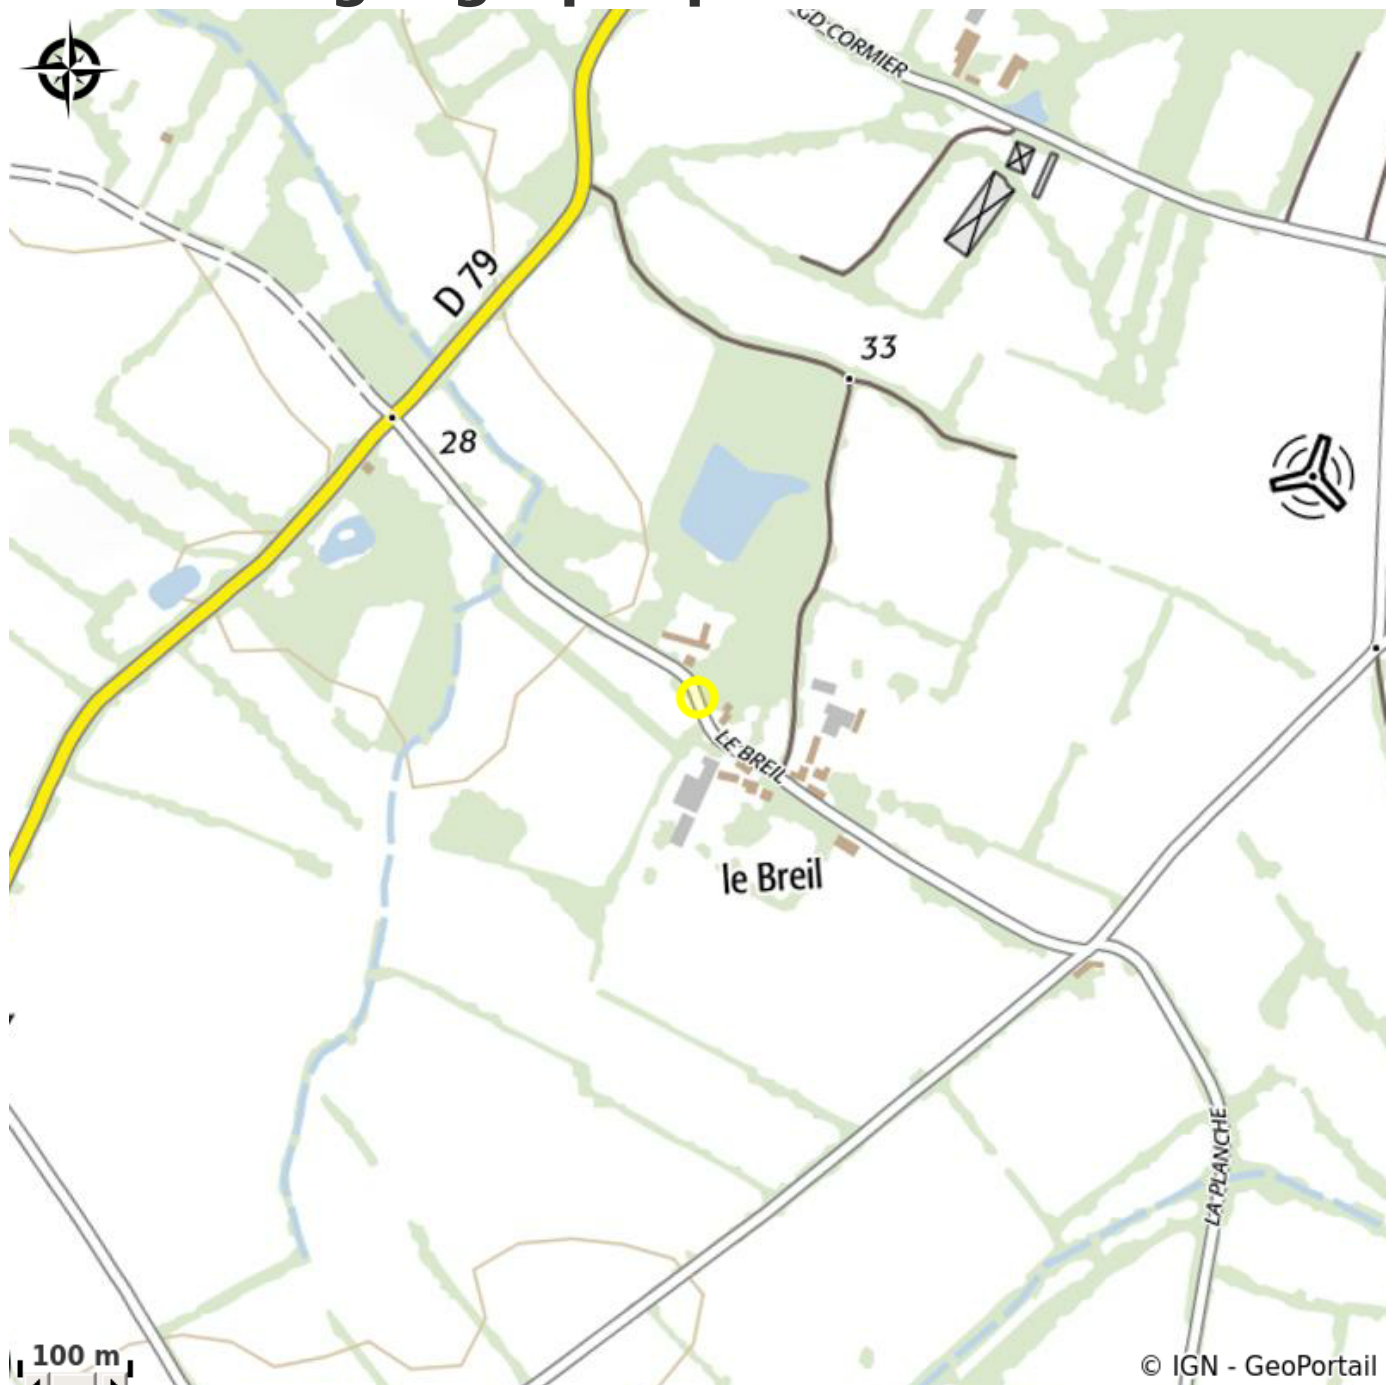 GD CORMIER
D 79
33
28
LE BREIL
le Breil
LA PLANCHE
100 m
© IGN - GeoPortail